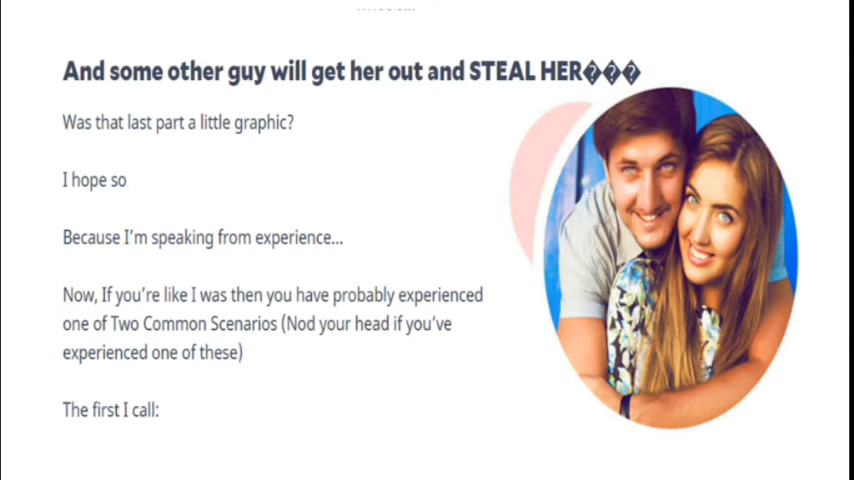 And some other guy will get her out and STEAL HER���
Was that last part a little graphic?
I hope so
Because I’m speaking from experience...
Now, If you’re like I was then you have probably experienced
one of Two Common Scenarios (Nod your head if you’ve
experienced one of these)
The first I call: